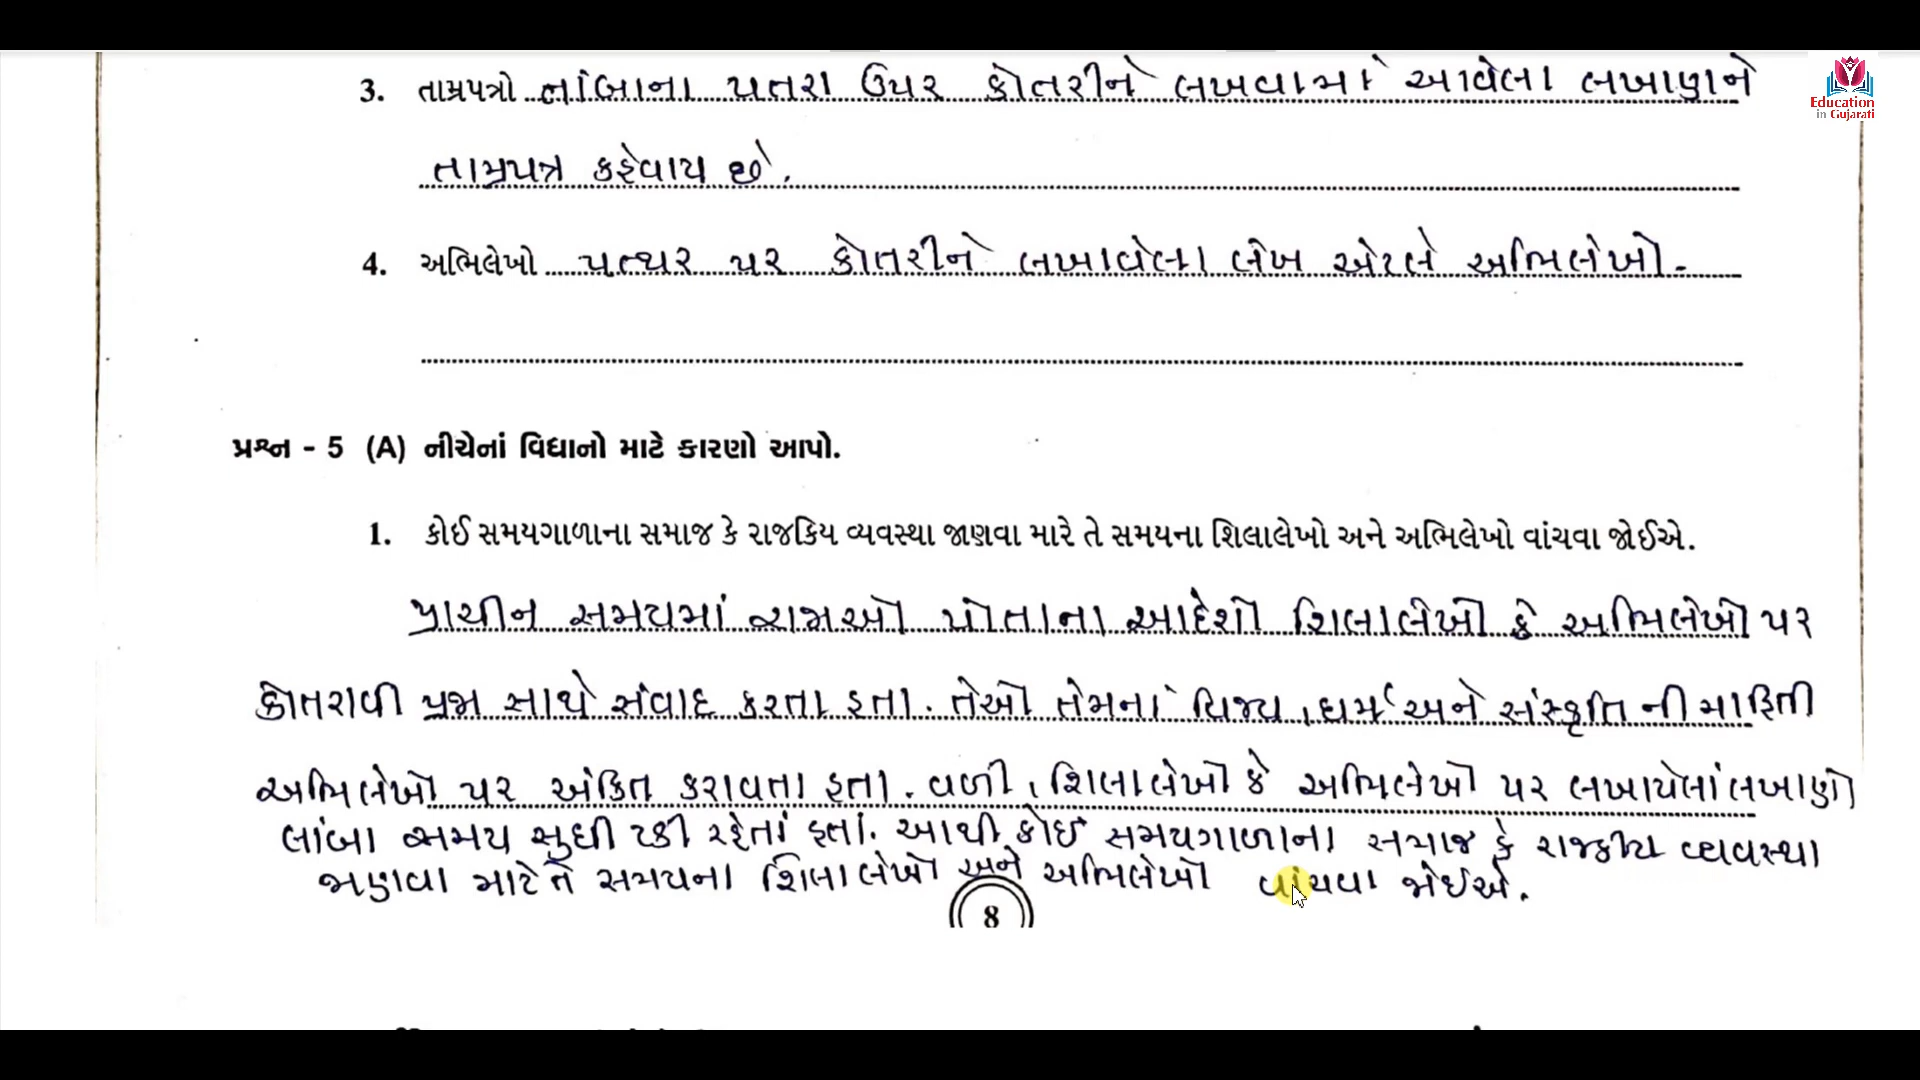 3. તામ્રપત્રો તાંબાના પતરા ઉપર કોતરીને લખવામાં આવેલા લખાણને
Education
in Gujarati
તામ્રપત્ર કહેવાય છે.
4. અભિલેખો પત્થર પર કોતરીને લખાવેલા લેખ એટલે અભિલેખો.
પ્રશ્ન - 5 (A) નીચેનાં વિધાનો માટે કારણો આપો.
1. કોઈ સમયગાળાના સમાજ કે રાજકિય વ્યવસ્થા જાણવા મારે તે સમયના શિલાલેખો અને અભિલેખો વાંચવા જોઈએ.
પ્રાચીન સમયમાં રાજાઓ પોતાના આદેશો શિલાલેખો કે અભિલેખો પર
કોતરાવી પ્રજા સાથે સંવાદ કરતા હતા. તેઓ તેમનાં વિજય, ધર્મ અને સંસ્કૃતિ ની માહિતી
અભિલેખો પર અંકિત કરાવતા હતા. વળી, શિલાલેખો કે અભિલેખો પર લખાયેલાં લખાણો
લાંબા સમય સુધી ટકી રહેતાં હતાં. આથી કોઈ સમયગાળાના સમાજ કે રાજકીય વ્યવસ્થા
જાણવા માટે તે સમયના શિલાલેખો અને અભિલેખો વાંચવા જોઈએ.
8